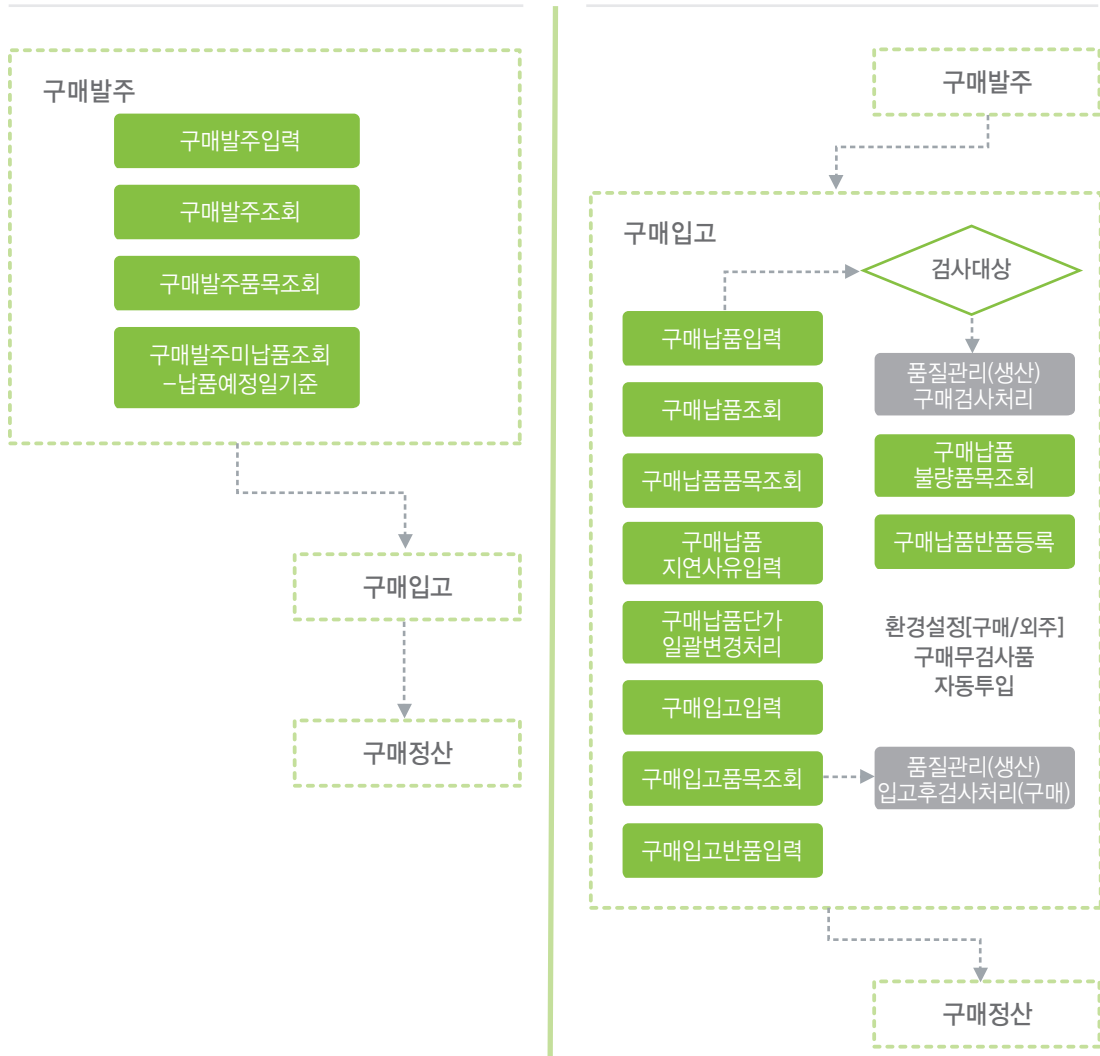 구매발주
구매발주입력
구매발주조회
구매발주품목조회
구매발주미납품조회
-납품예정일기준
구매입고
구매정산
구매발주
구매입고
검사대상
구매납품입력
구매납품조회
구매납품품목조회
구매납품
지연사유입력
구매납품단가
일괄변경처리
구매입고입력
구매입고품목조회
구매입고반품입력
품질관리(생산)
구매검사처리
구매납품
불량품목조회
구매납품반품등록
환경설정[구매/외주]
구매무검사품
자동투입
품질관리(생산)
입고후검사처리(구매)
구매정산